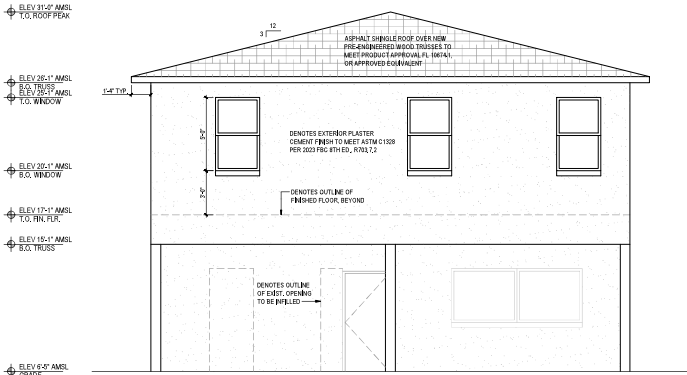 ELEV 31'-0" AMSL
T.O. ROOF PEAK
12
3
ASPHALT SHINGLE ROOF OVER NEW
PRE-ENGINEERED WOOD TRUSSES TO
MEET PRODUCT APPROVAL FL 10674.1,
OR APPROVED EQUIVALENT
ELEV 26'-1" AMSL
B.O. TRUSS
ELEV 25'-1" AMSL
T.O. WINDOW
1'-4" TYP.
5'-0"
DENOTES EXTERIOR PLASTER
CEMENT FINISH TO MEET ASTM C1328
PER 2023 FBC 8TH ED., R703.7.2
ELEV 20'-1" AMSL
B.O. WINDOW
3'-0"
DENOTES OUTLINE OF
FINISHED FLOOR, BEYOND
ELEV 17'-1" AMSL
T.O. FIN. FLR.
ELEV 15'-1" AMSL
B.O. TRUSS
DENOTES OUTLINE
OF EXIST. OPENING
TO BE INFILLED
ELEV 6'-5" AMSL
GRADE